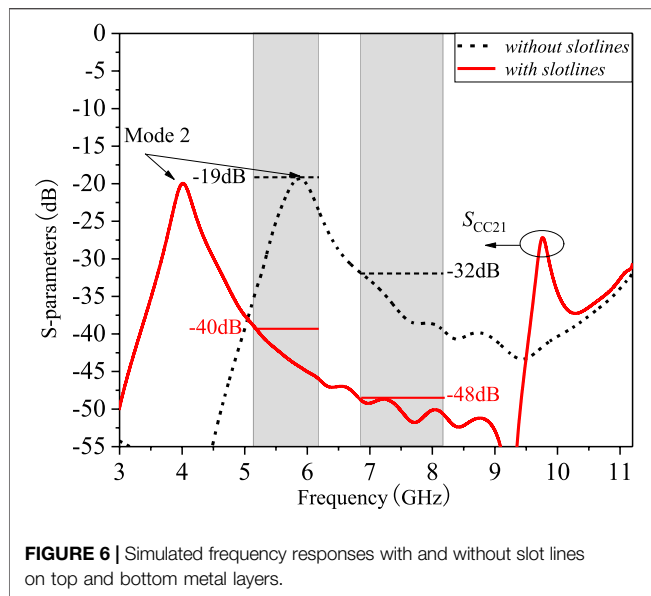 0
-5
-10
-15
-20
-25
-30
-35
-40
-45
-50
-55
S-parameters (dB)
without slotlines
with slotlines
Mode 2
-19dB
S_CC21
-32dB
-40dB
-48dB
3 4 5 6 7 8 9 10 11
Frequency (GHz)
FIGURE 6 | Simulated frequency responses with and without slot lines
on top and bottom metal layers.